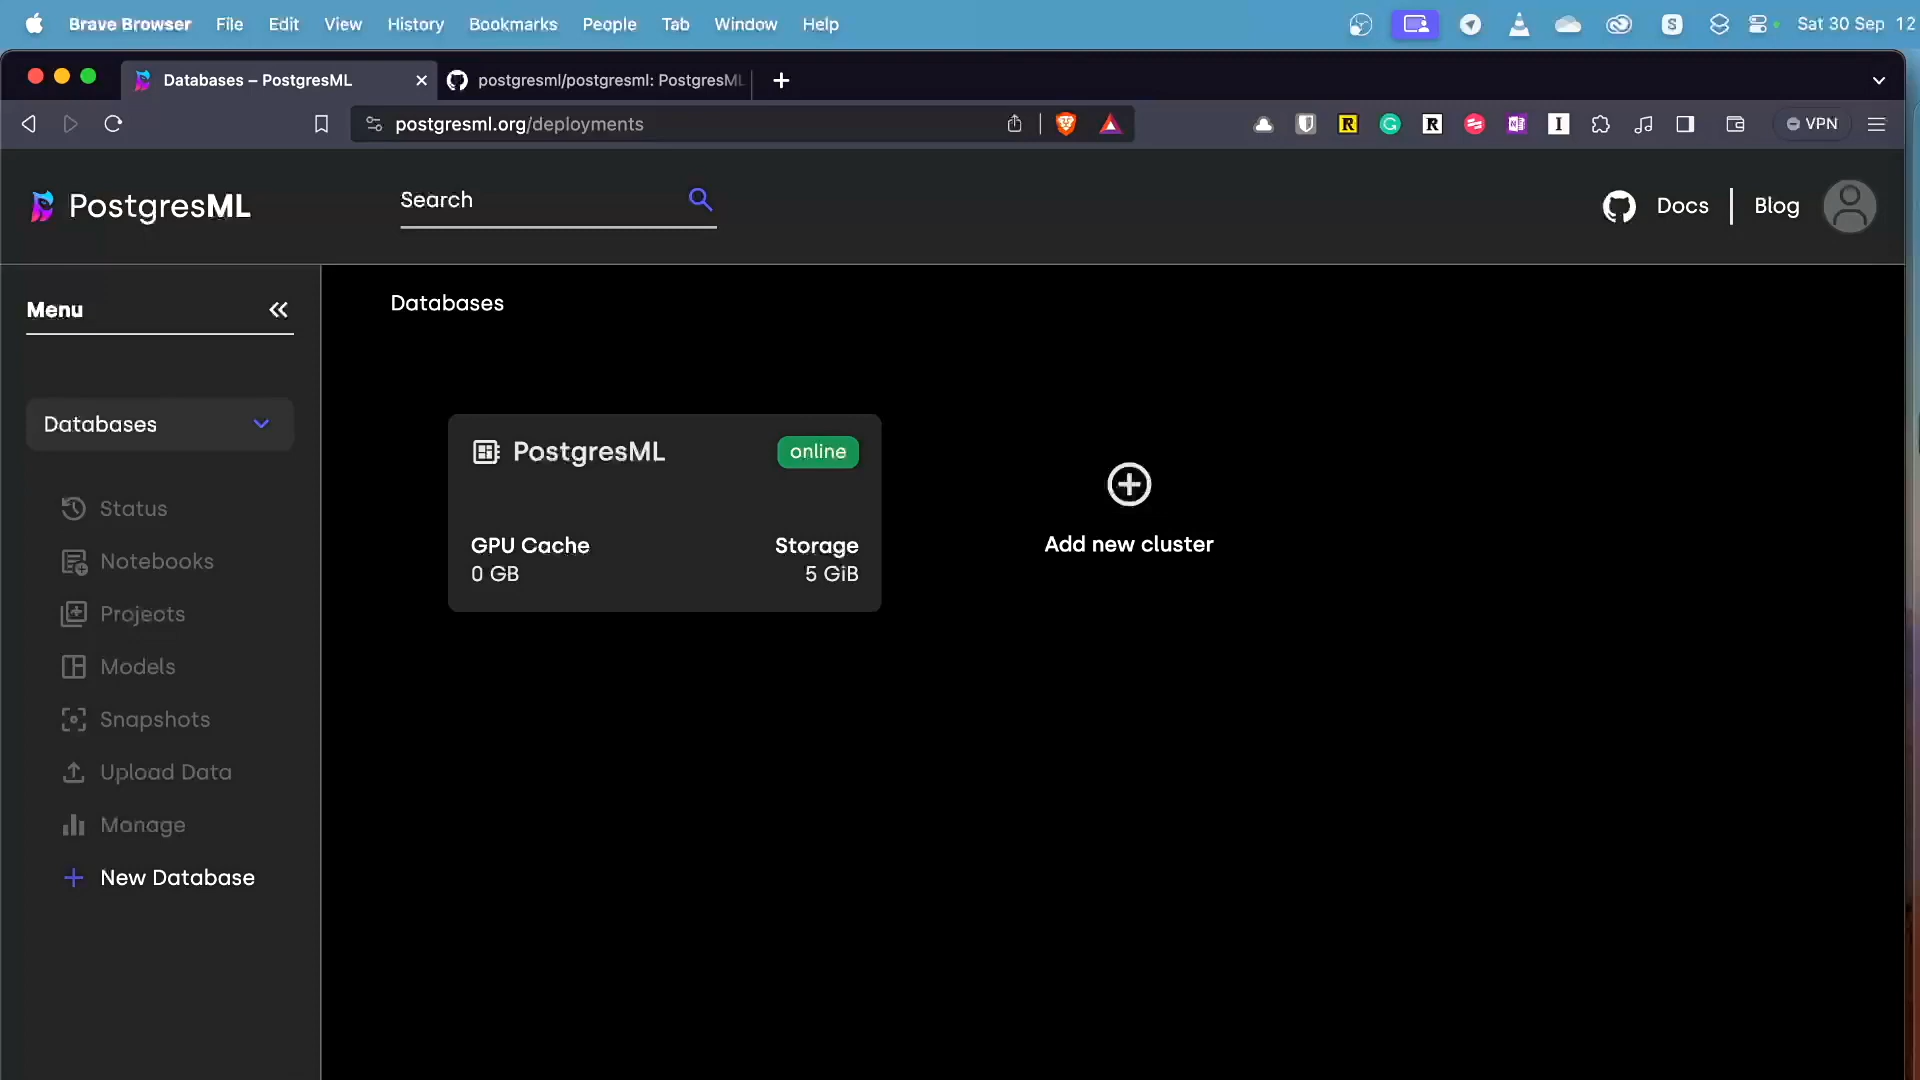 Brave Browser File Edit View History Bookmarks People Tab Window Help S Sat 30 Sep 12
Databases – PostgresML postgresml/postgresml: PostgresML
postgresml.org/deployments R G R N I VPN
PostgresML Search Docs Blog
Menu
Databases
Databases
PostgresML online
GPU Cache Storage
0 GB 5 GiB
Add new cluster
Status
Notebooks
Projects
Models
Snapshots
Upload Data
Manage
New Database